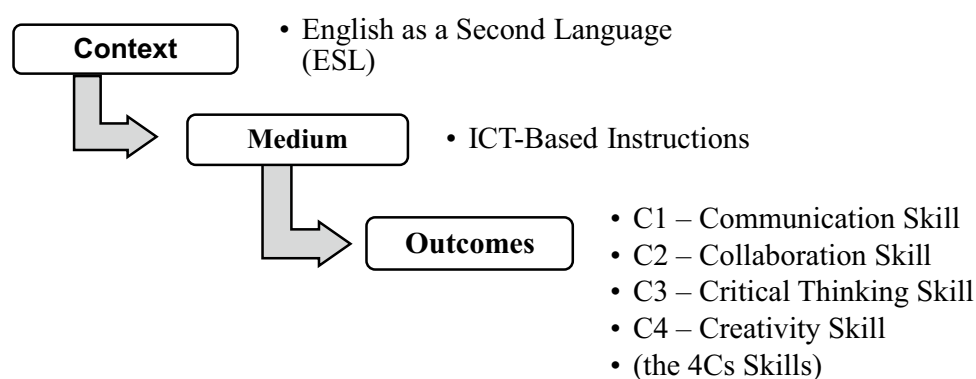 Context
• English as a Second Language
(ESL)
Medium
• ICT-Based Instructions
Outcomes
• C1 – Communication Skill
• C2 – Collaboration Skill
• C3 – Critical Thinking Skill
• C4 – Creativity Skill
• (the 4Cs Skills)